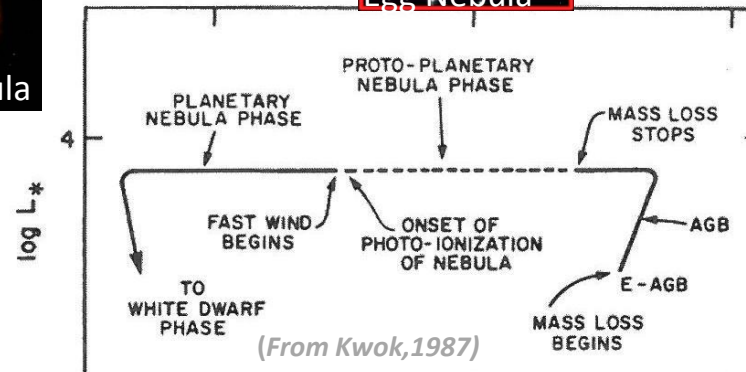 Egg Nebula
ula
PROTO-PLANETARY
NEBULA PHASE
PLANETARY
NEBULA PHASE
MASS LOSS
STOPS
4
log L*
FAST WIND
BEGINS
ONSET OF
PHOTO-IONIZATION
OF NEBULA
AGB
E-AGB
TO
WHITE DWARF
PHASE
MASS LOSS
BEGINS
(From Kwok,1987)